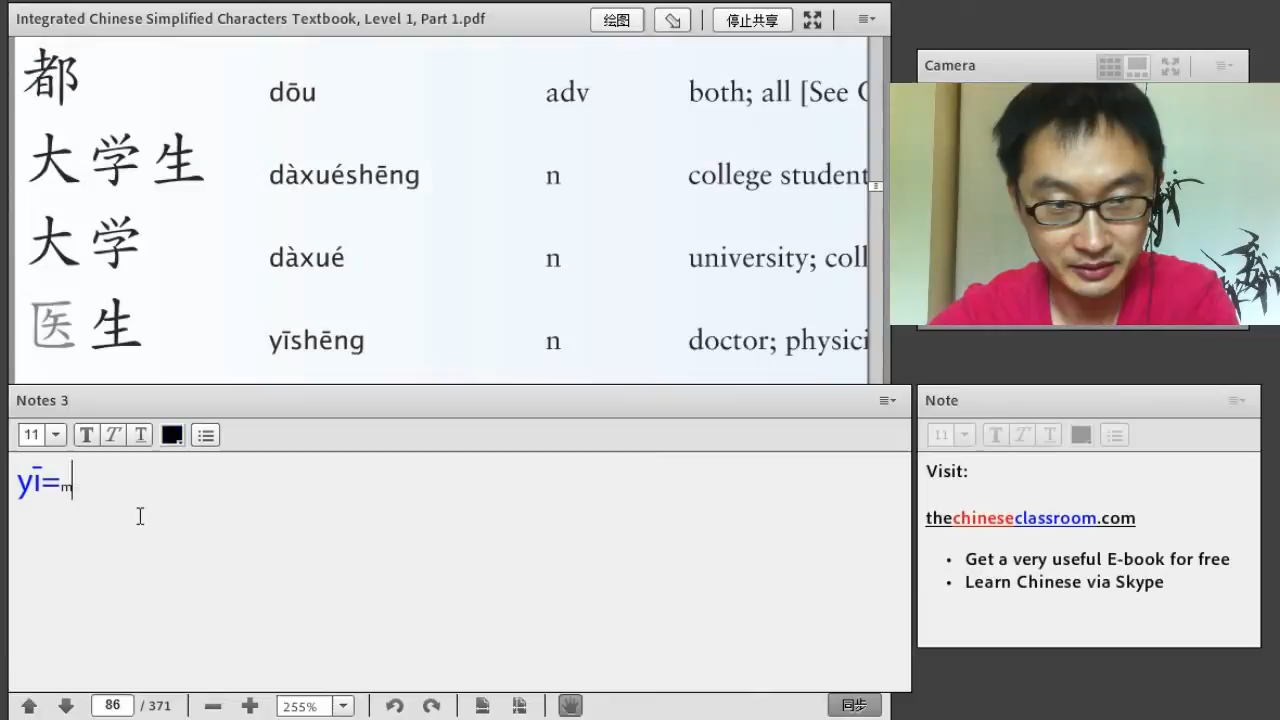 Integrated Chinese Simplified Characters Textbook, Level 1, Part 1.pdf
绘图
停止共享
都 dōu adv both; all [See G
大学生 dàxuéshēng n college student
大学 dàxué n university; coll
医生 yīshēng n doctor; physici
Camera
Notes 3
11 T T T
yī=m
Note
11 T T T
Visit:
thechineseclassroom.com
• Get a very useful E-book for free
• Learn Chinese via Skype
86 / 371 255%
同步